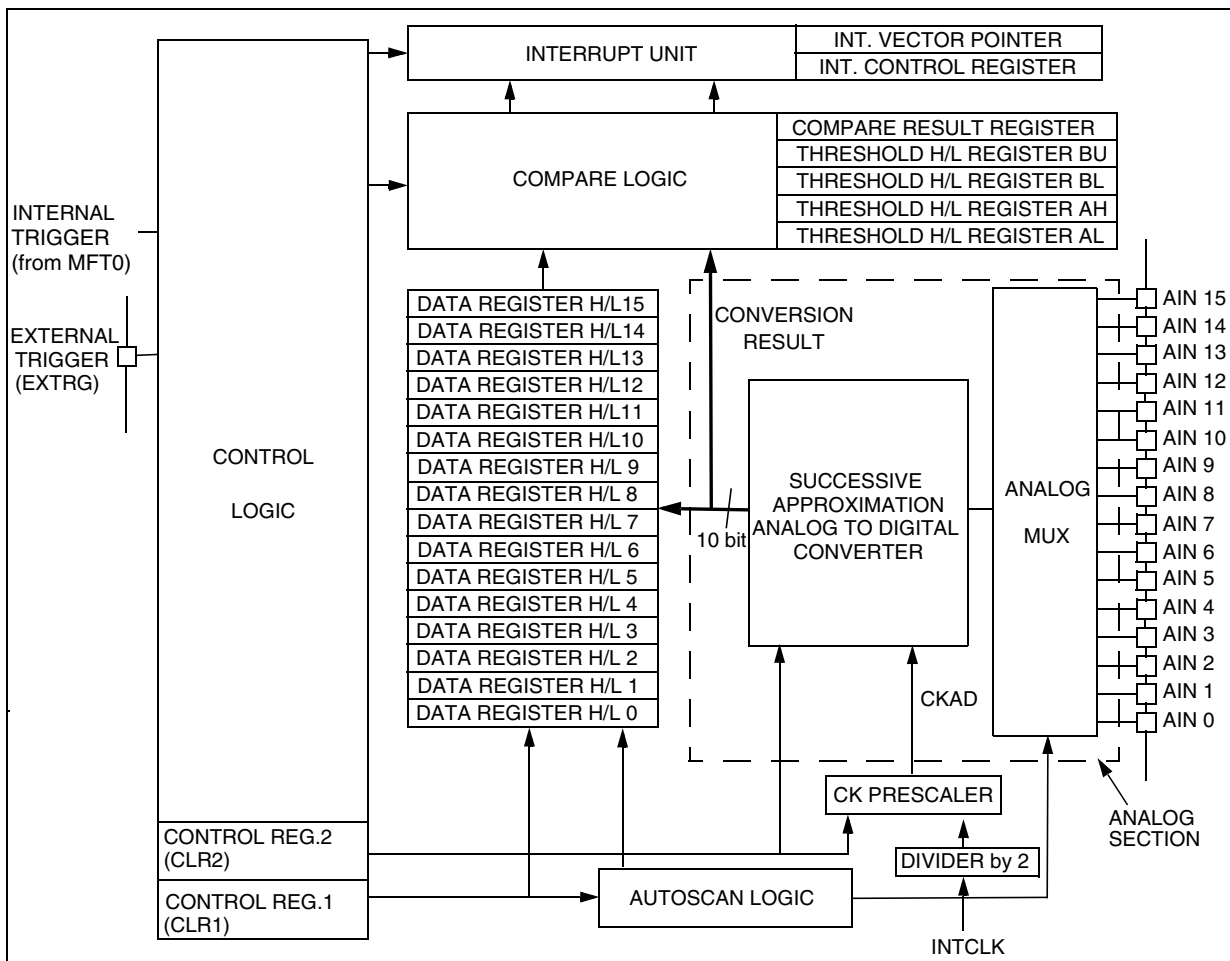 INTERRUPT UNIT
INT. VECTOR POINTER
INT. CONTROL REGISTER
COMPARE LOGIC
COMPARE RESULT REGISTER
THRESHOLD H/L REGISTER BU
THRESHOLD H/L REGISTER BL
THRESHOLD H/L REGISTER AH
THRESHOLD H/L REGISTER AL
INTERNAL
TRIGGER
(from MFT0)
EXTERNAL
TRIGGER
(EXTRG)
CONTROL
LOGIC
DATA REGISTER H/L15
DATA REGISTER H/L14
DATA REGISTER H/L13
DATA REGISTER H/L12
DATA REGISTER H/L11
DATA REGISTER H/L10
DATA REGISTER H/L 9
DATA REGISTER H/L 8
DATA REGISTER H/L 7
DATA REGISTER H/L 6
DATA REGISTER H/L 5
DATA REGISTER H/L 4
DATA REGISTER H/L 3
DATA REGISTER H/L 2
DATA REGISTER H/L 1
DATA REGISTER H/L 0
CONVERSION
RESULT
10 bit
SUCCESSIVE
APPROXIMATION
ANALOG TO DIGITAL
CONVERTER
ANALOG
MUX
AIN 15
AIN 14
AIN 13
AIN 12
AIN 11
AIN 10
AIN 9
AIN 8
AIN 7
AIN 6
AIN 5
AIN 4
AIN 3
AIN 2
AIN 1
AIN 0
CKAD
CK PRESCALER
ANALOG
SECTION
CONTROL REG.2
(CLR2)
DIVIDER by 2
CONTROL REG.1
(CLR1)
AUTOSCAN LOGIC
INTCLK